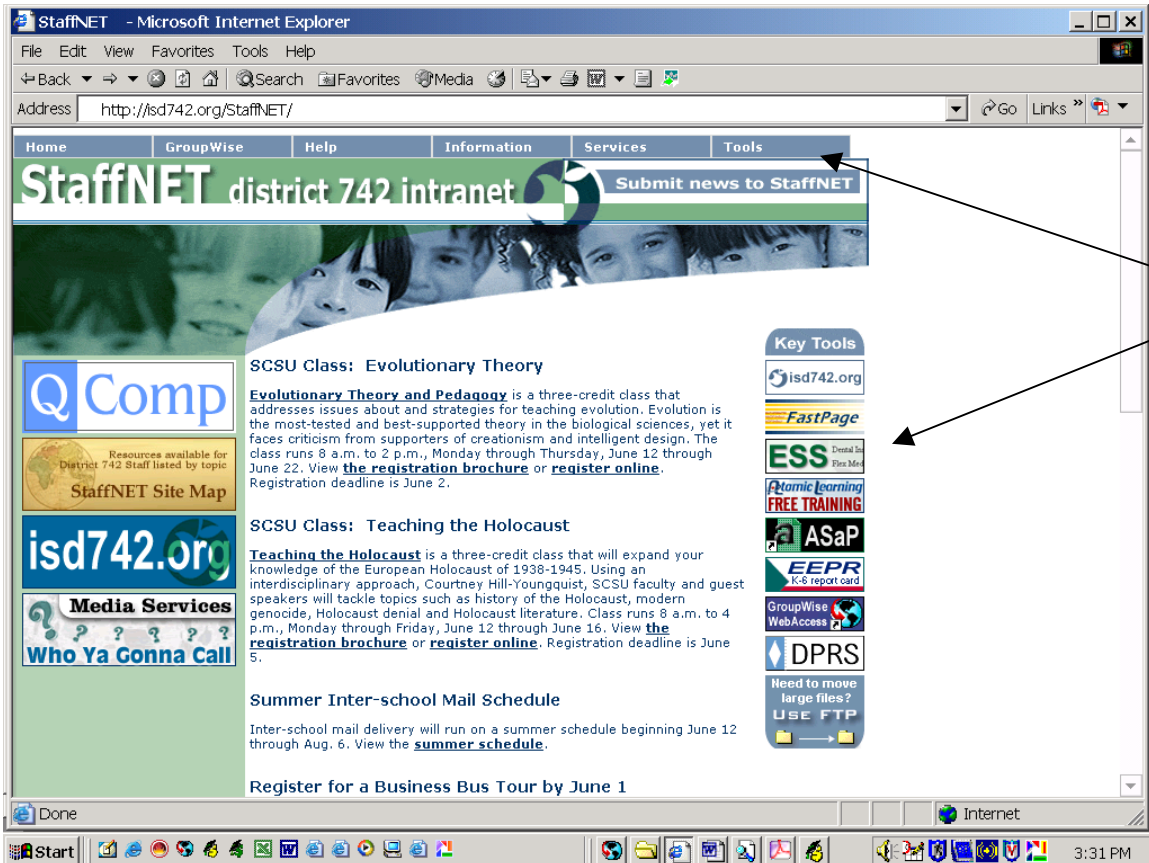 StaffNET - Microsoft Internet Explorer
File Edit View Favorites Tools Help
Back Search Favorites Media
Address http://isd742.org/StaffNET/ Go Links »
Home GroupWise Help Information Services Tools
StaffNET district 742 intranet
Submit news to StaffNET
Q Comp
Resources available for
District 742 Staff listed by topic
StaffNET Site Map
isd742.org
Media Services
? ? ? ? ? ?
Who Ya Gonna Call
SCSU Class: Evolutionary Theory
Evolutionary Theory and Pedagogy is a three-credit class that
addresses issues about and strategies for teaching evolution. Evolution is
the most-tested and best-supported theory in the biological sciences, yet it
faces criticism from supporters of creationism and intelligent design. The
class runs 8 a.m. to 2 p.m., Monday through Thursday, June 12 through
June 22. View the registration brochure or register online.
Registration deadline is June 2.
SCSU Class: Teaching the Holocaust
Teaching the Holocaust is a three-credit class that will expand your
knowledge of the European Holocaust of 1938-1945. Using an
interdisciplinary approach, Courtney Hill-Youngquist, SCSU faculty and guest
speakers will tackle topics such as history of the Holocaust, modern
genocide, Holocaust denial and Holocaust literature. Class runs 8 a.m. to 4
p.m., Monday through Friday, June 12 through June 16. View the
registration brochure or register online. Registration deadline is June
5.
Summer Inter-school Mail Schedule
Inter-school mail delivery will run on a summer schedule beginning June 12
through Aug. 6. View the summer schedule.
Register for a Business Bus Tour by June 1
Key Tools
isd742.org
FastPage
ESS Dental Ins
Flex Med
Atomic Learning
FREE TRAINING
ASaP
EEPR
K-6 report card
GroupWise
WebAccess
DPRS
Need to move
large files?
USE FTP
Done Internet
Start 3:31 PM